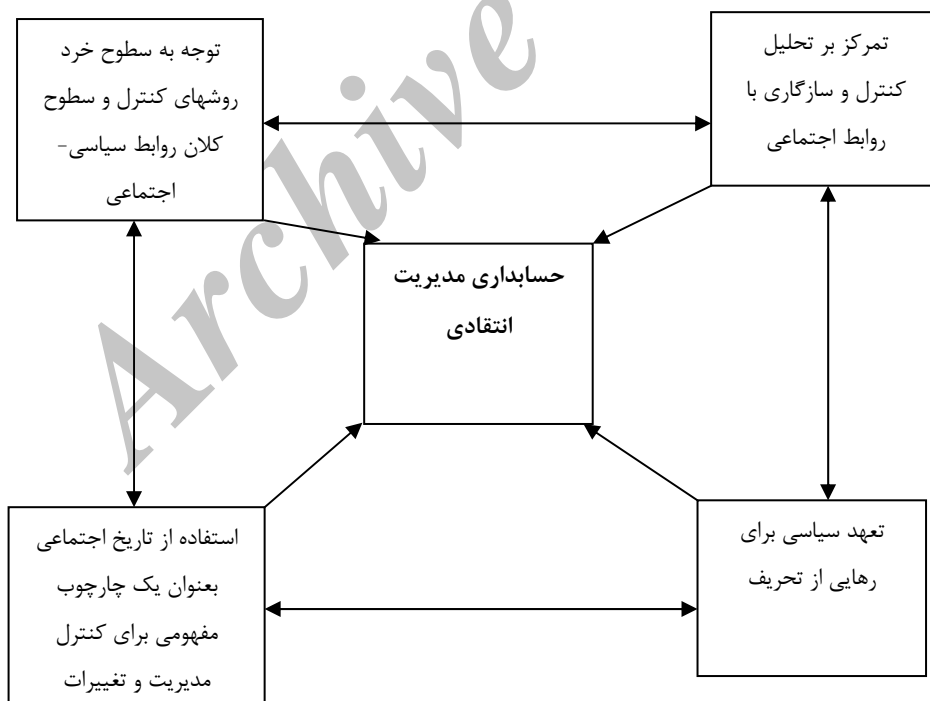 تمرکز بر تحلیل
کنترل و سازگاری با
روابط اجتماعی
توجه به سطوح خرد
روشهای کنترل و سطوح
کلان روابط سیاسی-
اجتماعی
حسابداری مدیریت
انتقادی
تعهد سیاسی برای
رهایی از تحریف
استفاده از تاریخ اجتماعی
بعنوان یک چارچوب
مفهومی برای کنترل
مدیریت و تغییرات
Archive